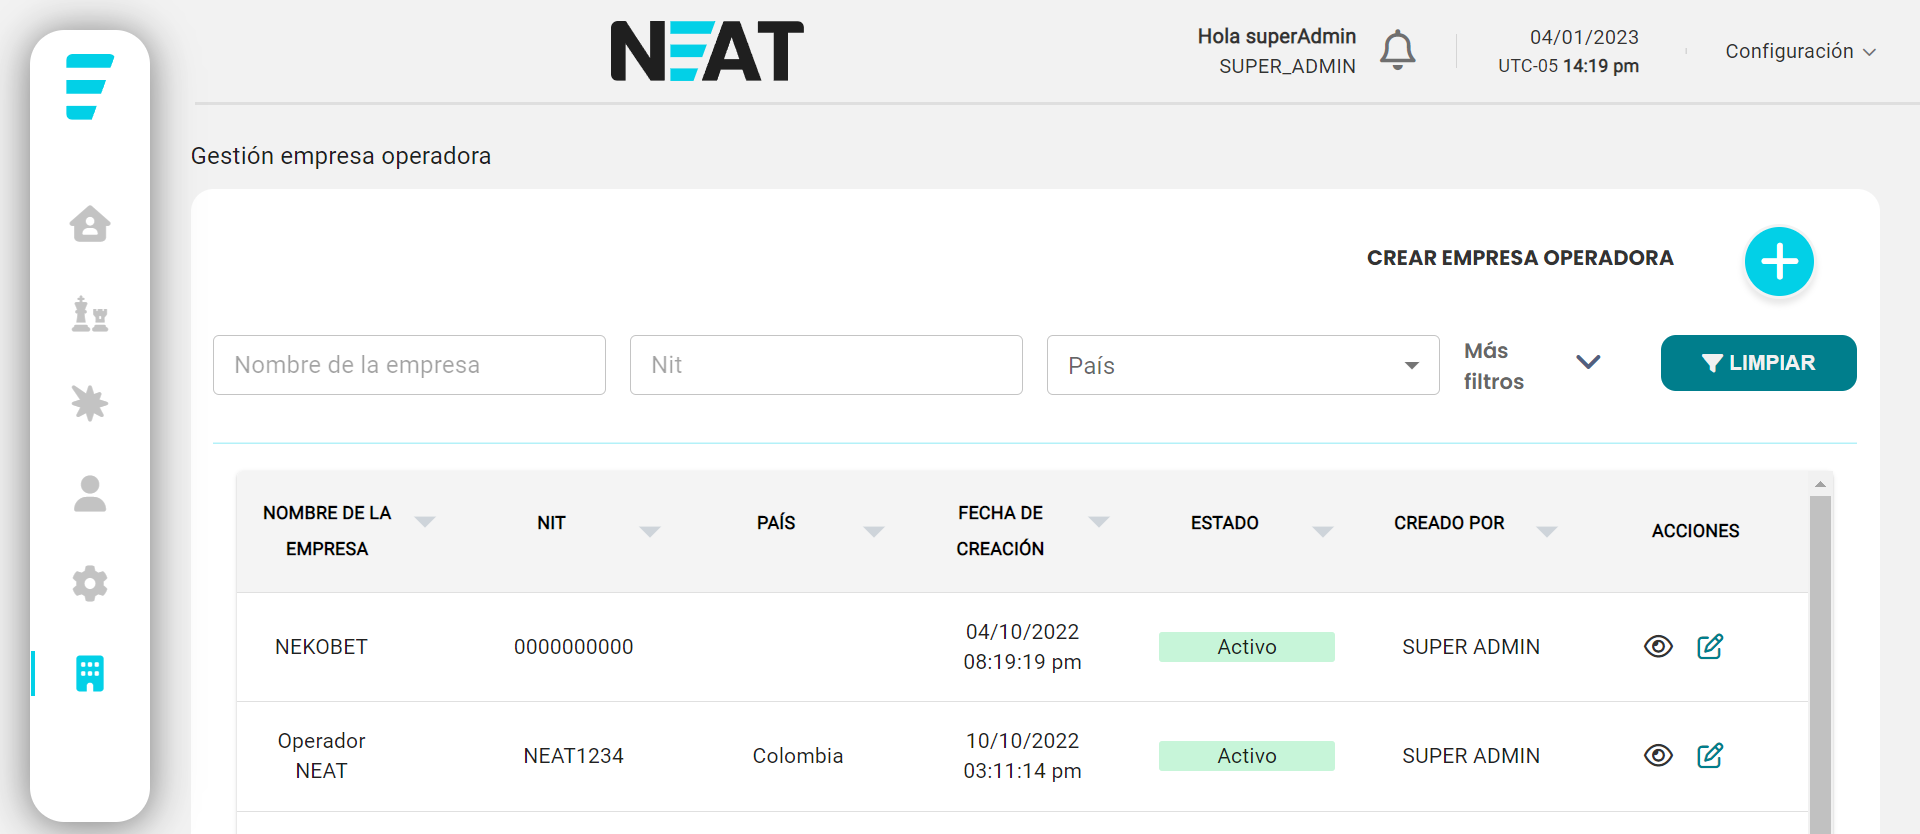 NEAT
Hola superAdmin
SUPER_ADMIN
04/01/2023
UTC-05 14:19 pm
Configuración
Gestión empresa operadora
CREAR EMPRESA OPERADORA
Nombre de la empresa
Nit
País
Más
filtros
LIMPIAR
NOMBRE DE LA
EMPRESA
NIT
PAÍS
FECHA DE
CREACIÓN
ESTADO
CREADO POR
ACCIONES
NEKOBET
0000000000
04/10/2022
08:19:19 pm
Activo
SUPER ADMIN
Operador
NEAT
NEAT1234
Colombia
10/10/2022
03:11:14 pm
Activo
SUPER ADMIN